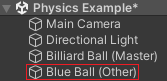 Physics Example*
Main Camera
Directional Light
Billiard Ball (Master)
Blue Ball (Other)